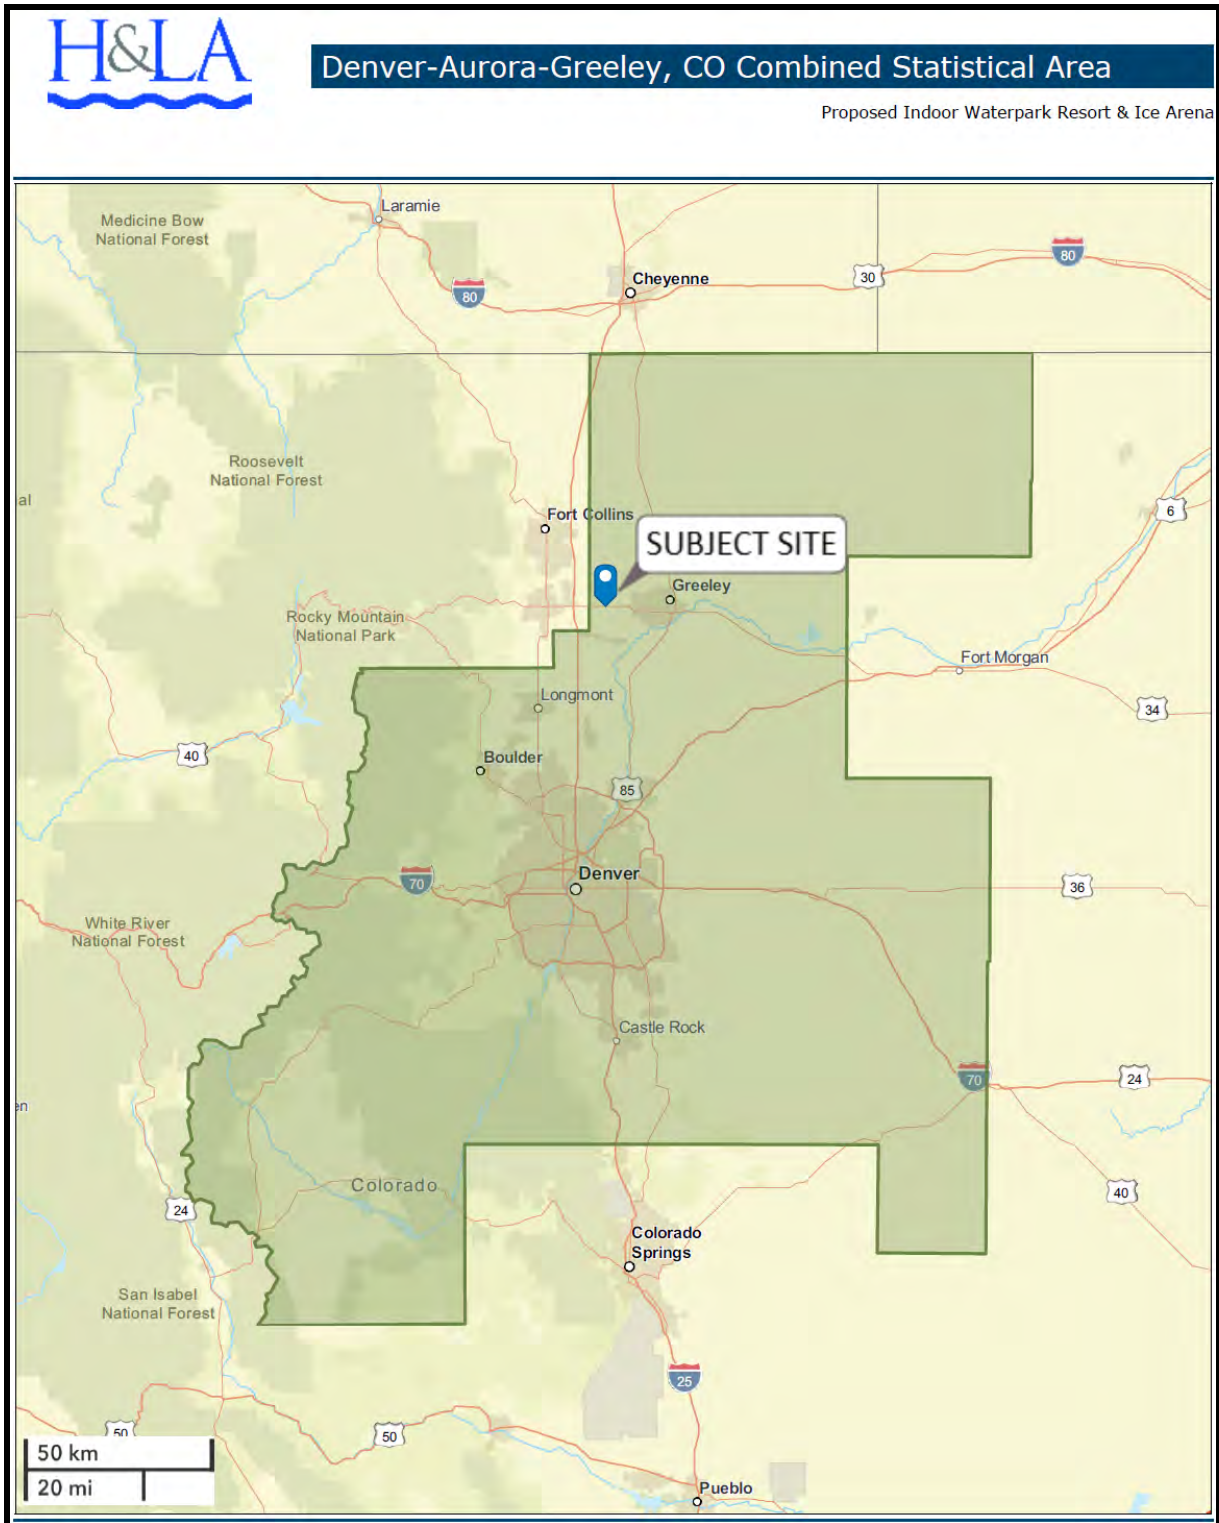 H&LA
Denver-Aurora-Greeley, CO Combined Statistical Area
Proposed Indoor Waterpark Resort & Ice Arena
Laramie
Medicine Bow
National Forest
80
Cheyenne
30
80
Roosevelt
National Forest
al
Fort Collins
6
SUBJECT SITE
Greeley
Rocky Mountain
National Park
Fort Morgan
Longmont
34
40
Boulder
85
Denver
70
36
White River
National Forest
Castle Rock
70
24
en
Colorado
40
24
Colorado
Springs
San Isabel
National Forest
25
50
50
50 km
20 mi
Pueblo